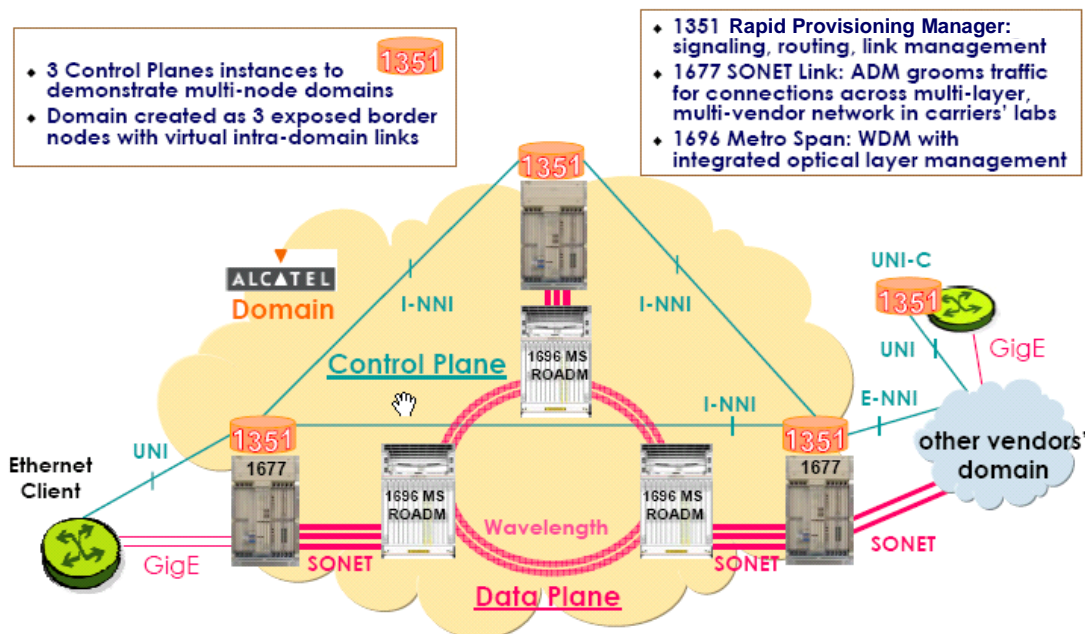 3 Control Planes instances to
demonstrate multi-node domains
Domain created as 3 exposed border
nodes with virtual intra-domain links
1351
1351 Rapid Provisioning Manager:
signaling, routing, link management
1677 SONET Link: ADM grooms traffic
for connections across multi-layer,
multi-vendor network in carriers' labs
1696 Metro Span: WDM with
integrated optical layer management
1351
ALCATEL
Domain
I-NNI
I-NNI
UNI-C
1351
UNI
GigE
1696 MS
ROADM
Control Plane
I-NNI
E-NNI
1351
1351
UNI
1677
1677
other vendors'
domain
Ethernet
Client
1696 MS
ROADM
1696 MS
ROADM
Wavelength
GigE
SONET
SONET
SONET
Data Plane